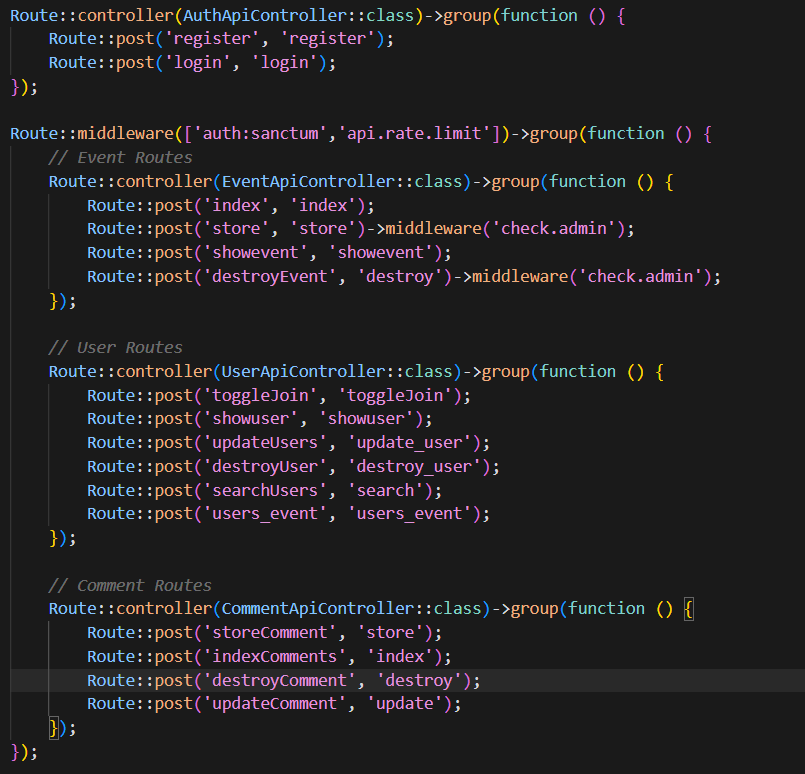 Route::controller(AuthApiController::class)->group(function () {
    Route::post('register', 'register');
    Route::post('login', 'login');
});

Route::middleware(['auth:sanctum','api.rate.limit'])->group(function () {
    // Event Routes
    Route::controller(EventApiController::class)->group(function () {
        Route::post('index', 'index');
        Route::post('store', 'store')->middleware('check.admin');
        Route::post('showevent', 'showevent');
        Route::post('destroyEvent', 'destroy')->middleware('check.admin');
    });

    // User Routes
    Route::controller(UserApiController::class)->group(function () {
        Route::post('toggleJoin', 'toggleJoin');
        Route::post('showuser', 'showuser');
        Route::post('updateUsers', 'update_user');
        Route::post('destroyUser', 'destroy_user');
        Route::post('searchUsers', 'search');
        Route::post('users_event', 'users_event');
    });

    // Comment Routes
    Route::controller(CommentApiController::class)->group(function () {
        Route::post('storeComment', 'store');
        Route::post('indexComments', 'index');
        Route::post('destroyComment', 'destroy');
        Route::post('updateComment', 'update');
    });
});